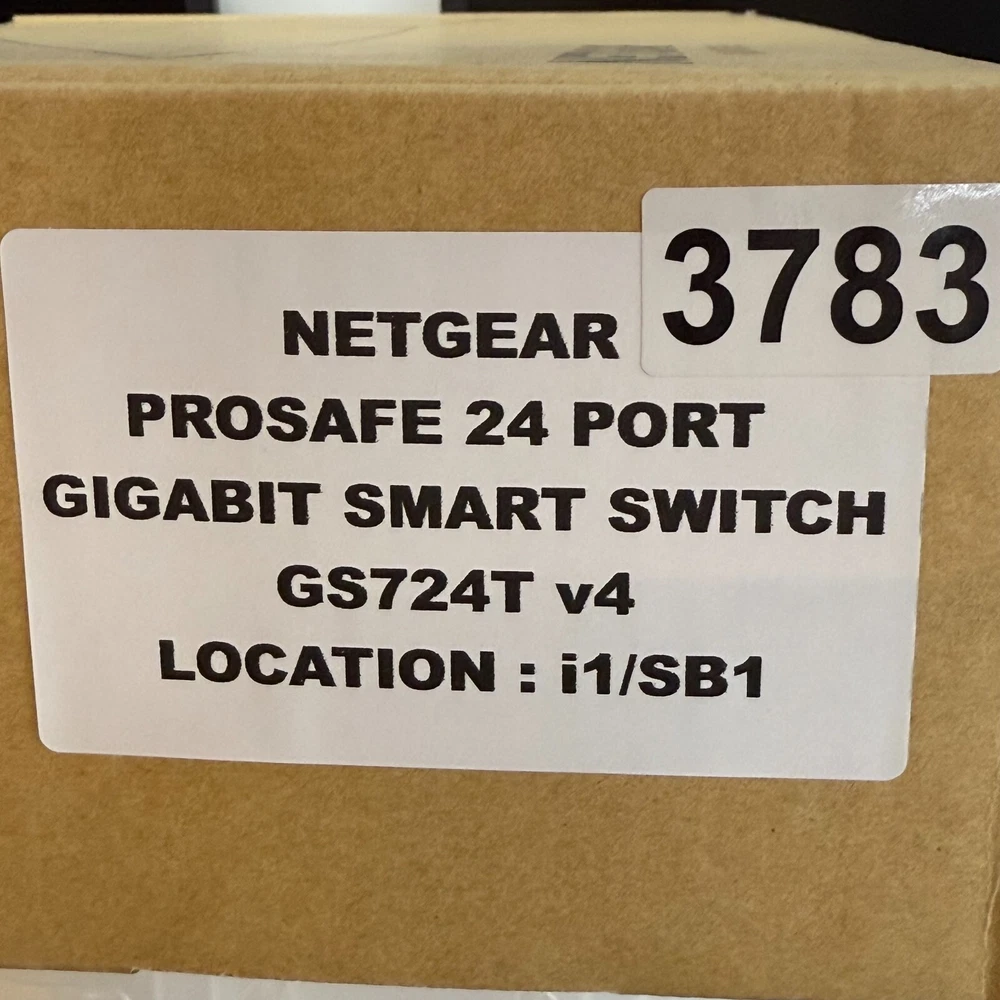 3783
NETGEAR
PROSAFE 24 PORT
GIGABIT SMART SWITCH
GS724T v4
LOCATION : i1/SB1